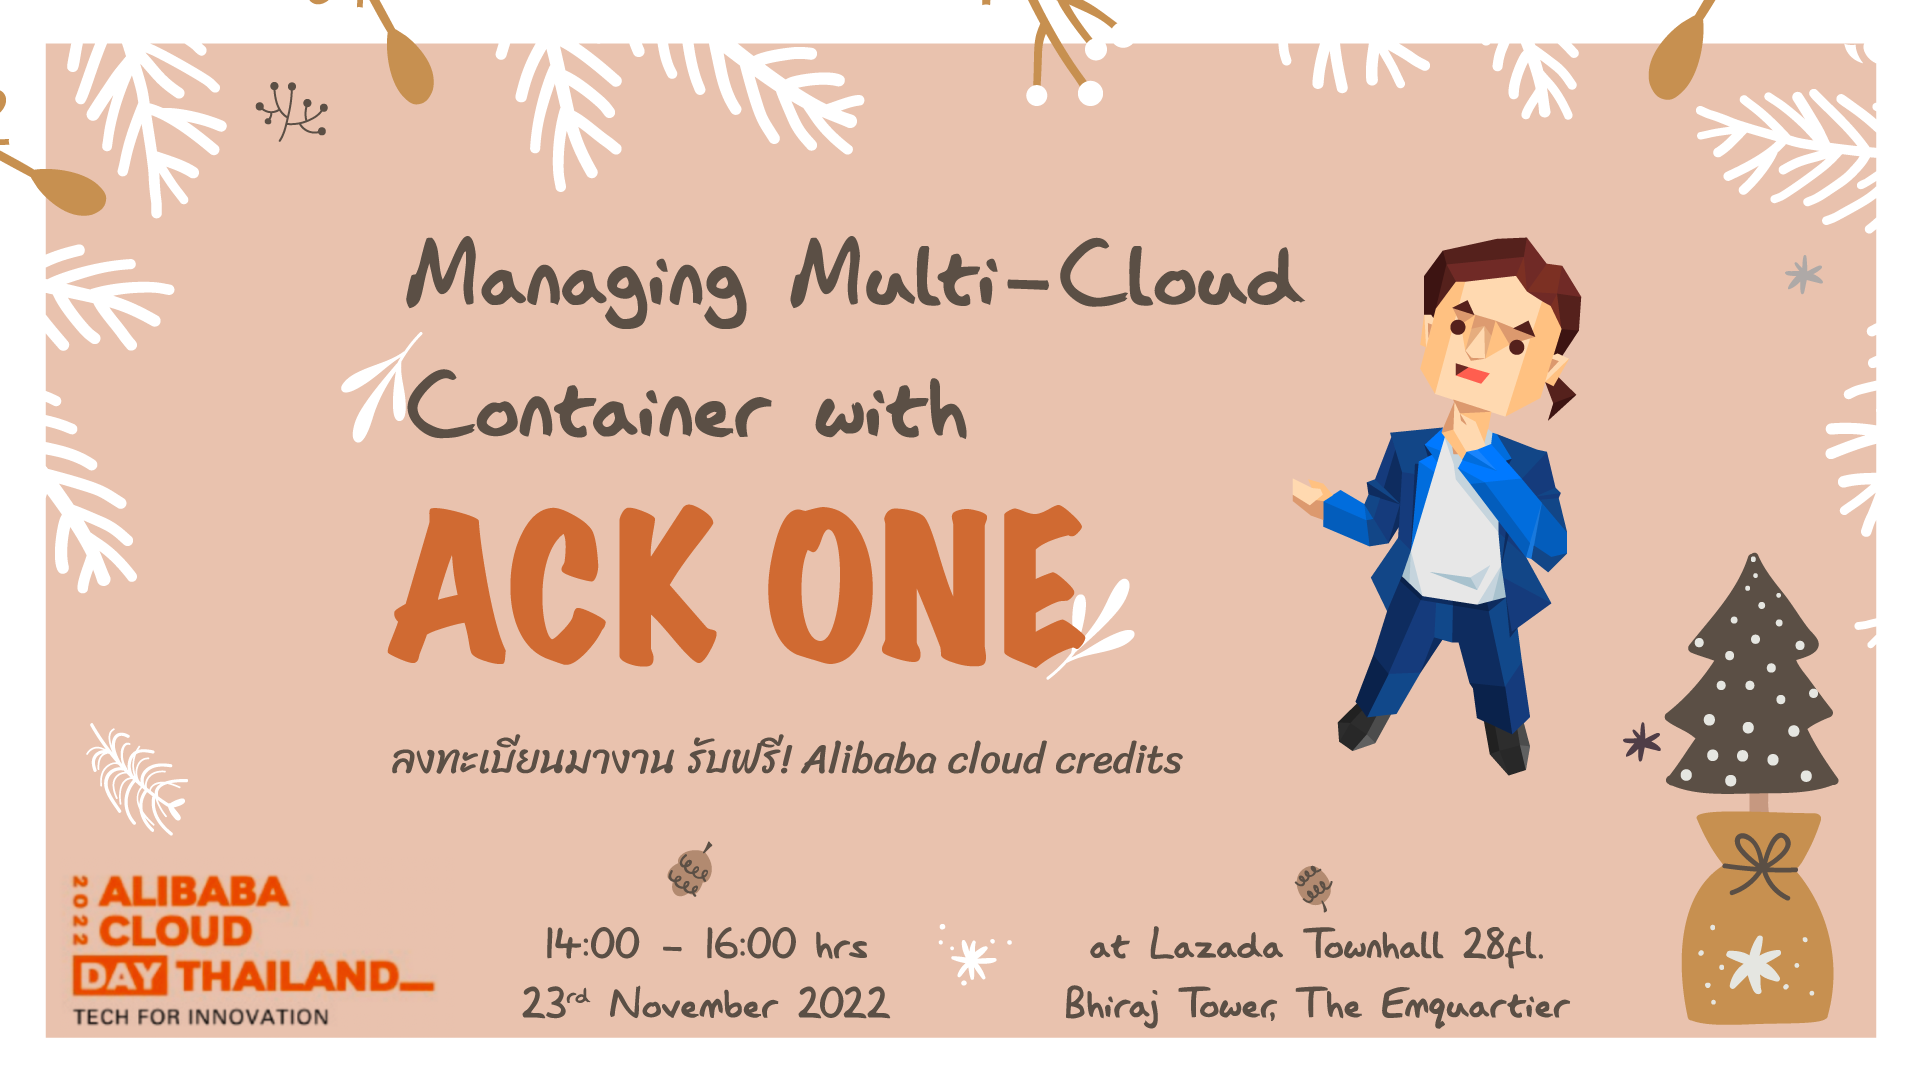 Managing Multi-Cloud
Container with
ACK ONE
ลงทะเบียนมางาน รับฟรี! Alibaba cloud credits
2022
ALIBABA
CLOUD
DAY THAILAND_
TECH FOR INNOVATION
14:00 - 16:00 hrs
23rd November 2022
at Lazada Townhall 28fl.
Bhiraj Tower, The Emquartier